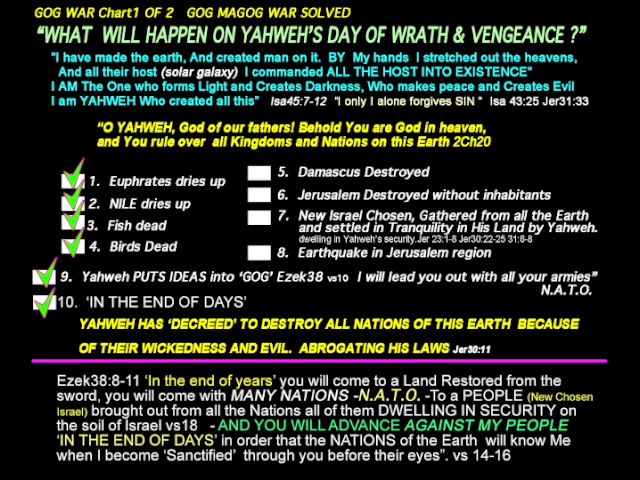 GOG WAR Chart1 OF 2 GOG MAGOG WAR SOLVED
“WHAT WILL HAPPEN ON YAHWEH’S DAY OF WRATH & VENGEANCE ?”
"I have made the earth, And created man on it. BY My hands I stretched out the heavens,
And all their host (solar galaxy) I commanded ALL THE HOST INTO EXISTENCE"
I AM The One who forms Light and Creates Darkness, Who makes peace and Creates Evil
I am YAHWEH Who created all this” Isa45:7-12 "I only I alone forgives SIN " Isa 43:25 Jer31:33
“O YAHWEH, God of our fathers! Behold You are God in heaven,
and You rule over all Kingdoms and Nations on this Earth 2Ch20
1. Euphrates dries up
2. NILE dries up
3. Fish dead
4. Birds Dead
5. Damascus Destroyed
6. Jerusalem Destroyed without inhabitants
7. New Israel Chosen, Gathered from all the Earth
and settled in Tranquility in His Land by Yahweh.
dwelling in Yahweh's security.Jer 23:1-8 Jer30:22-25 31:6-8
8. Earthquake in Jerusalem region
9. Yahweh PUTS IDEAS into ‘GOG’ Ezek38 vs10 I will lead you out with all your armies”
N.A.T.O.
10. ‘IN THE END OF DAYS’
YAHWEH HAS ‘DECREED’ TO DESTROY ALL NATIONS OF THIS EARTH BECAUSE
OF THEIR WICKEDNESS AND EVIL. ABROGATING HIS LAWS Jer30:11
Ezek38:8-11 ‘In the end of years’ you will come to a Land Restored from the
sword, you will come with MANY NATIONS -N.A.T.O. -To a PEOPLE (New Chosen
Israel) brought out from all the Nations all of them DWELLING IN SECURITY on
the soil of Israel vs18 - AND YOU WILL ADVANCE AGAINST MY PEOPLE
‘IN THE END OF DAYS’ in order that the NATIONS of the Earth will know Me
when I become ‘Sanctified’ through you before their eyes”. vs 14-16